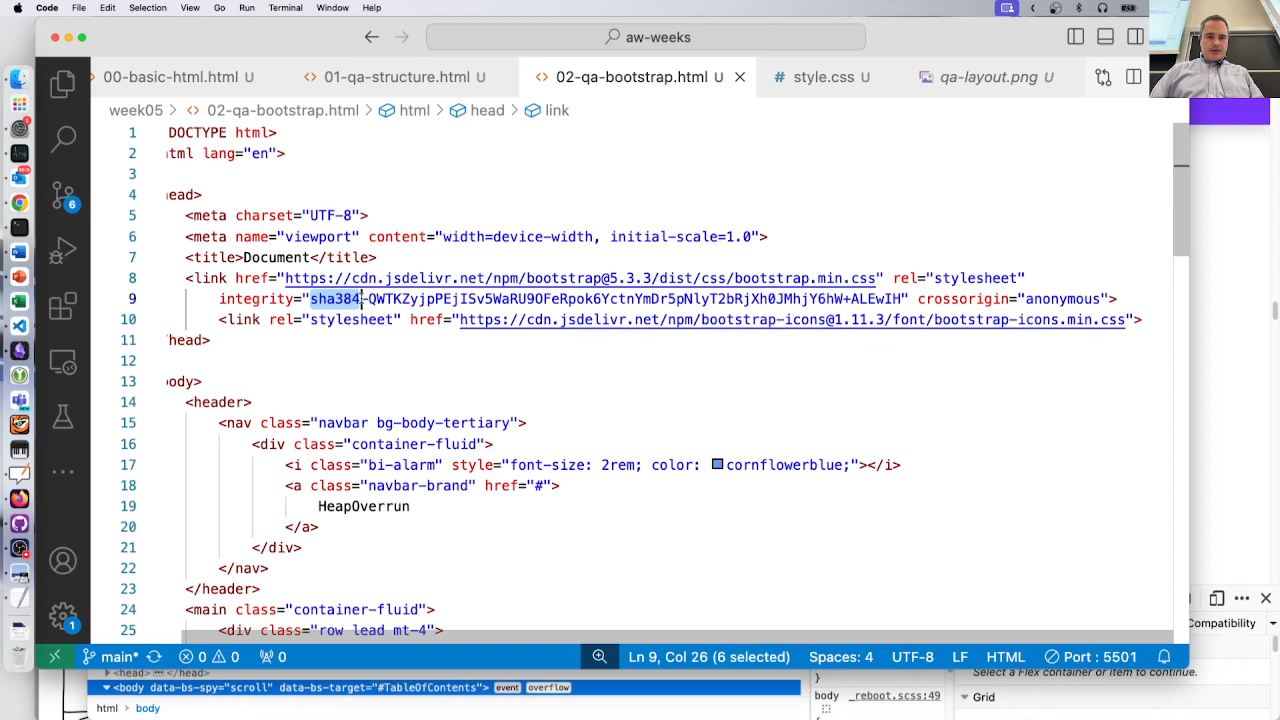 Code File Edit Selection View Go Run Terminal Window Help
aw-weeks
00-basic-html.html U 01-qa-structure.html U 02-qa-bootstrap.html U style.css U qa-layout.png U
week05 > 02-qa-bootstrap.html > html > head > link
1 DOCTYPE html>
2 html lang="en">
3
4 ead>
5 <meta charset="UTF-8">
6 <meta name="viewport" content="width=device-width, initial-scale=1.0">
7 <title>Document</title>
8 <link href="https://cdn.jsdelivr.net/npm/bootstrap@5.3.3/dist/css/bootstrap.min.css" rel="stylesheet"
9 integrity="sha384-QWTKZyjpPEjISv5WaRU9OFeRpok6YctnYmDr5pNlyT2bRjXh0JMhjY6hW+ALEwIH" crossorigin="anonymous">
10 <link rel="stylesheet" href="https://cdn.jsdelivr.net/npm/bootstrap-icons@1.11.3/font/bootstrap-icons.min.css">
11 head>
12
13 ody>
14 <header>
15 <nav class="navbar bg-body-tertiary">
16 <div class="container-fluid">
17 <i class="bi-alarm" style="font-size: 2rem; color: cornflowerblue;"></i>
18 <a class="navbar-brand" href="#">
19 HeapOverrun
20 </a>
21 </div>
22 </nav>
23 </header>
24 <main class="container-fluid">
25 <div class="row lead mt-4">
6
1
main* 0 0 0 Ln 9, Col 26 (6 selected) Spaces: 4 UTF-8 LF HTML Port : 5501
Compatibility
<head> </head>
Select a Flex container or item to continue.
<body data-bs-spy="scroll" data-bs-target="#TableOfContents"> event overflow
}
body _reboot.scss:49
Grid
html > body